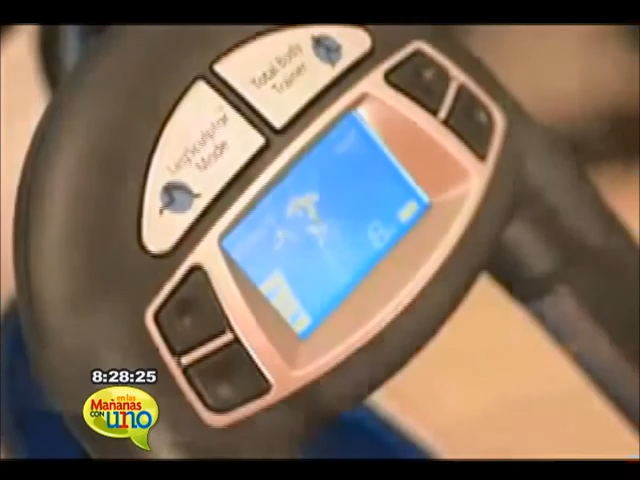 Total Body
Trainer
LegSculptor
Mode
8:28:25
en las
Mañanas
CON uno